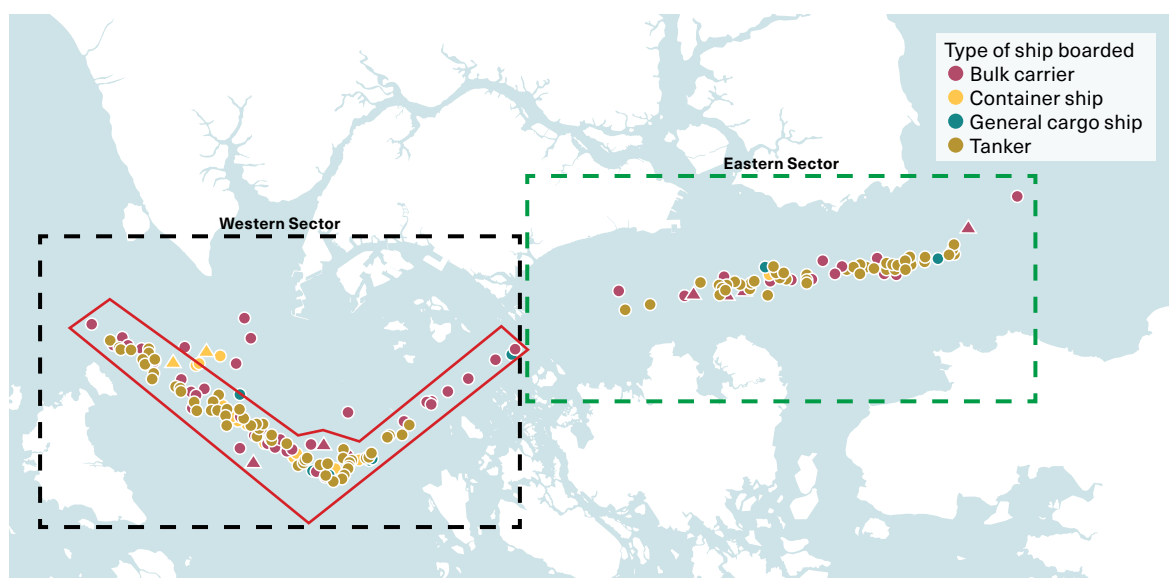 Type of ship boarded
Bulk carrier
Container ship
General cargo ship
Tanker
Eastern Sector
Western Sector